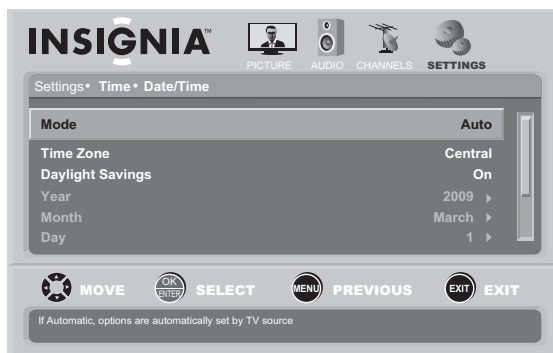 INSIGNIA™
PICTURE AUDIO CHANNELS SETTINGS
Settings• Time• Date/Time
Mode Auto
Time Zone Central
Daylight Savings On
Year 2009
Month March
Day 1
MOVE OK ENTER SELECT MENU PREVIOUS EXIT EXIT
If Automatic, options are automatically set by TV source